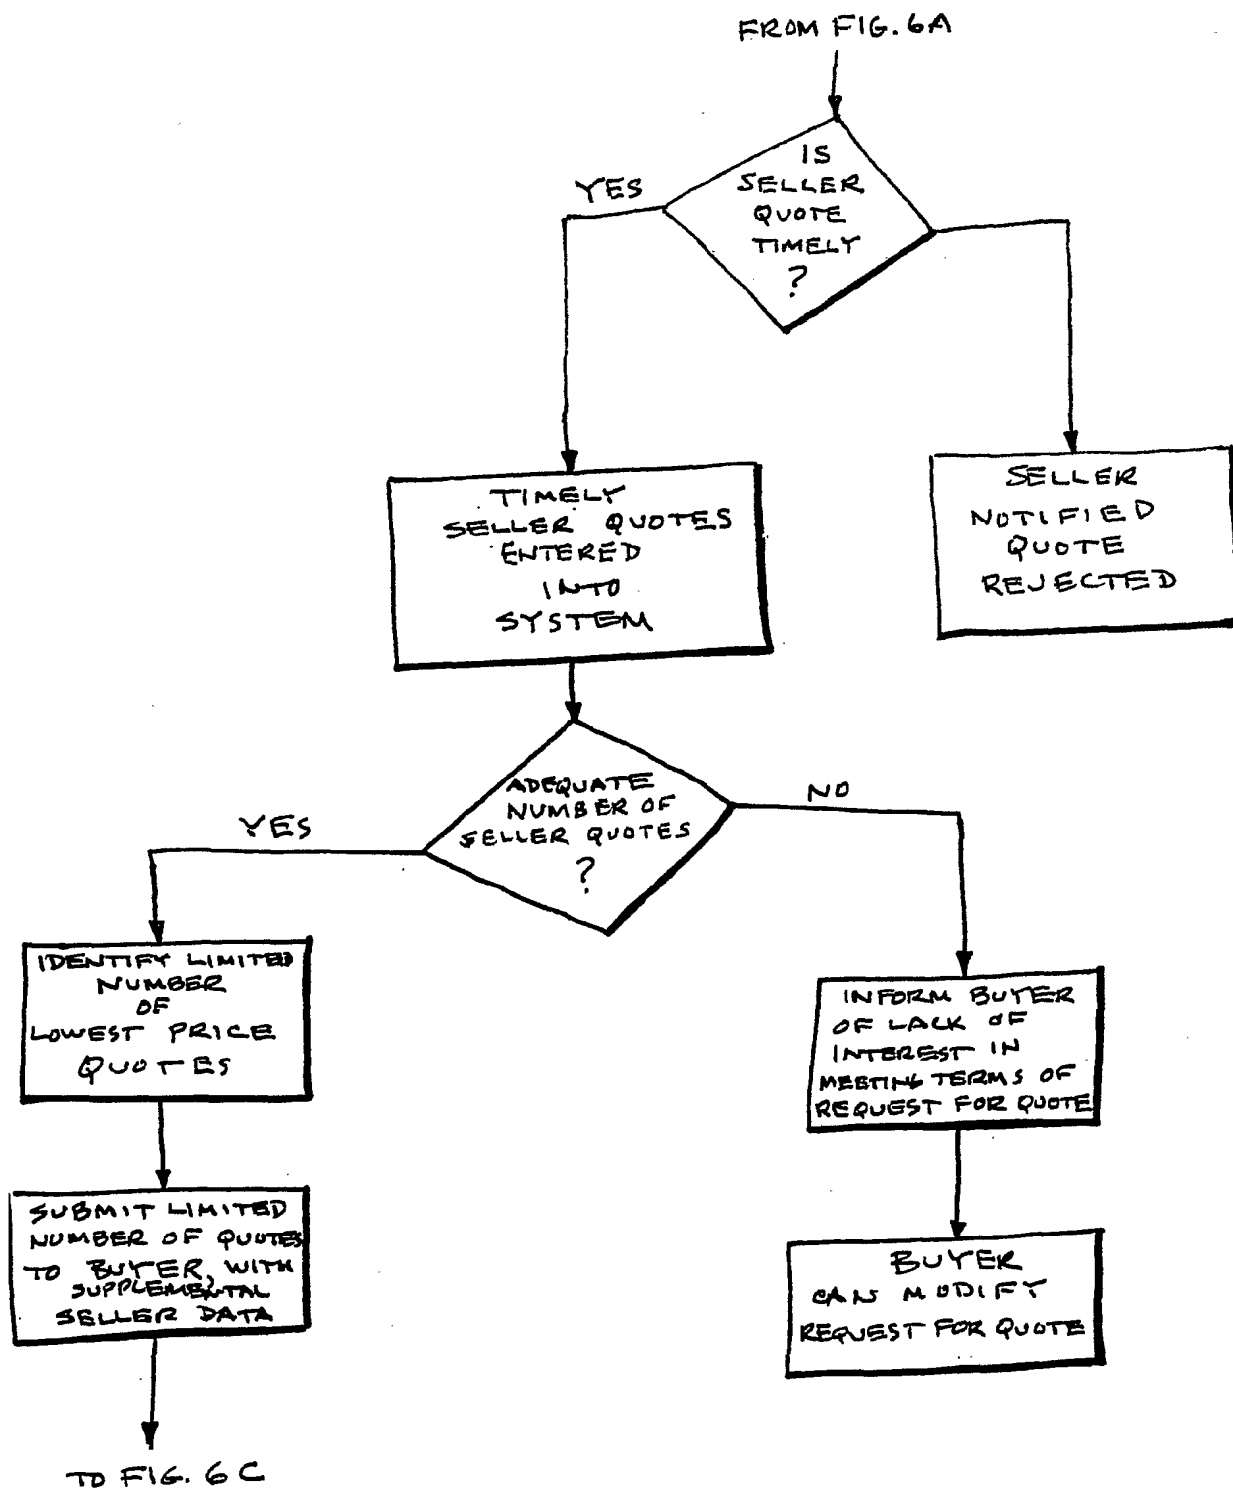 FROM FIG. 6A
IS
SELLER
QUOTE
TIMELY
?
YES
TIMELY
SELLER QUOTES
ENTERED
INTO
SYSTEM
SELLER
NOTIFIED
QUOTE
REJECTED
ADEQUATE
NUMBER OF
SELLER QUOTES
?
YES
NO
IDENTIFY LIMITED
NUMBER
OF
LOWEST PRICE
QUOTES
INFORM BUYER
OF LACK OF
INTEREST IN
MEETING TERMS OF
REQUEST FOR QUOTE
SUBMIT LIMITED
NUMBER OF QUOTES
TO BUYER, WITH
SUPPLEMENTAL
SELLER DATA
BUYER
CAN MODIFY
REQUEST FOR QUOTE
TO FIG. 6C